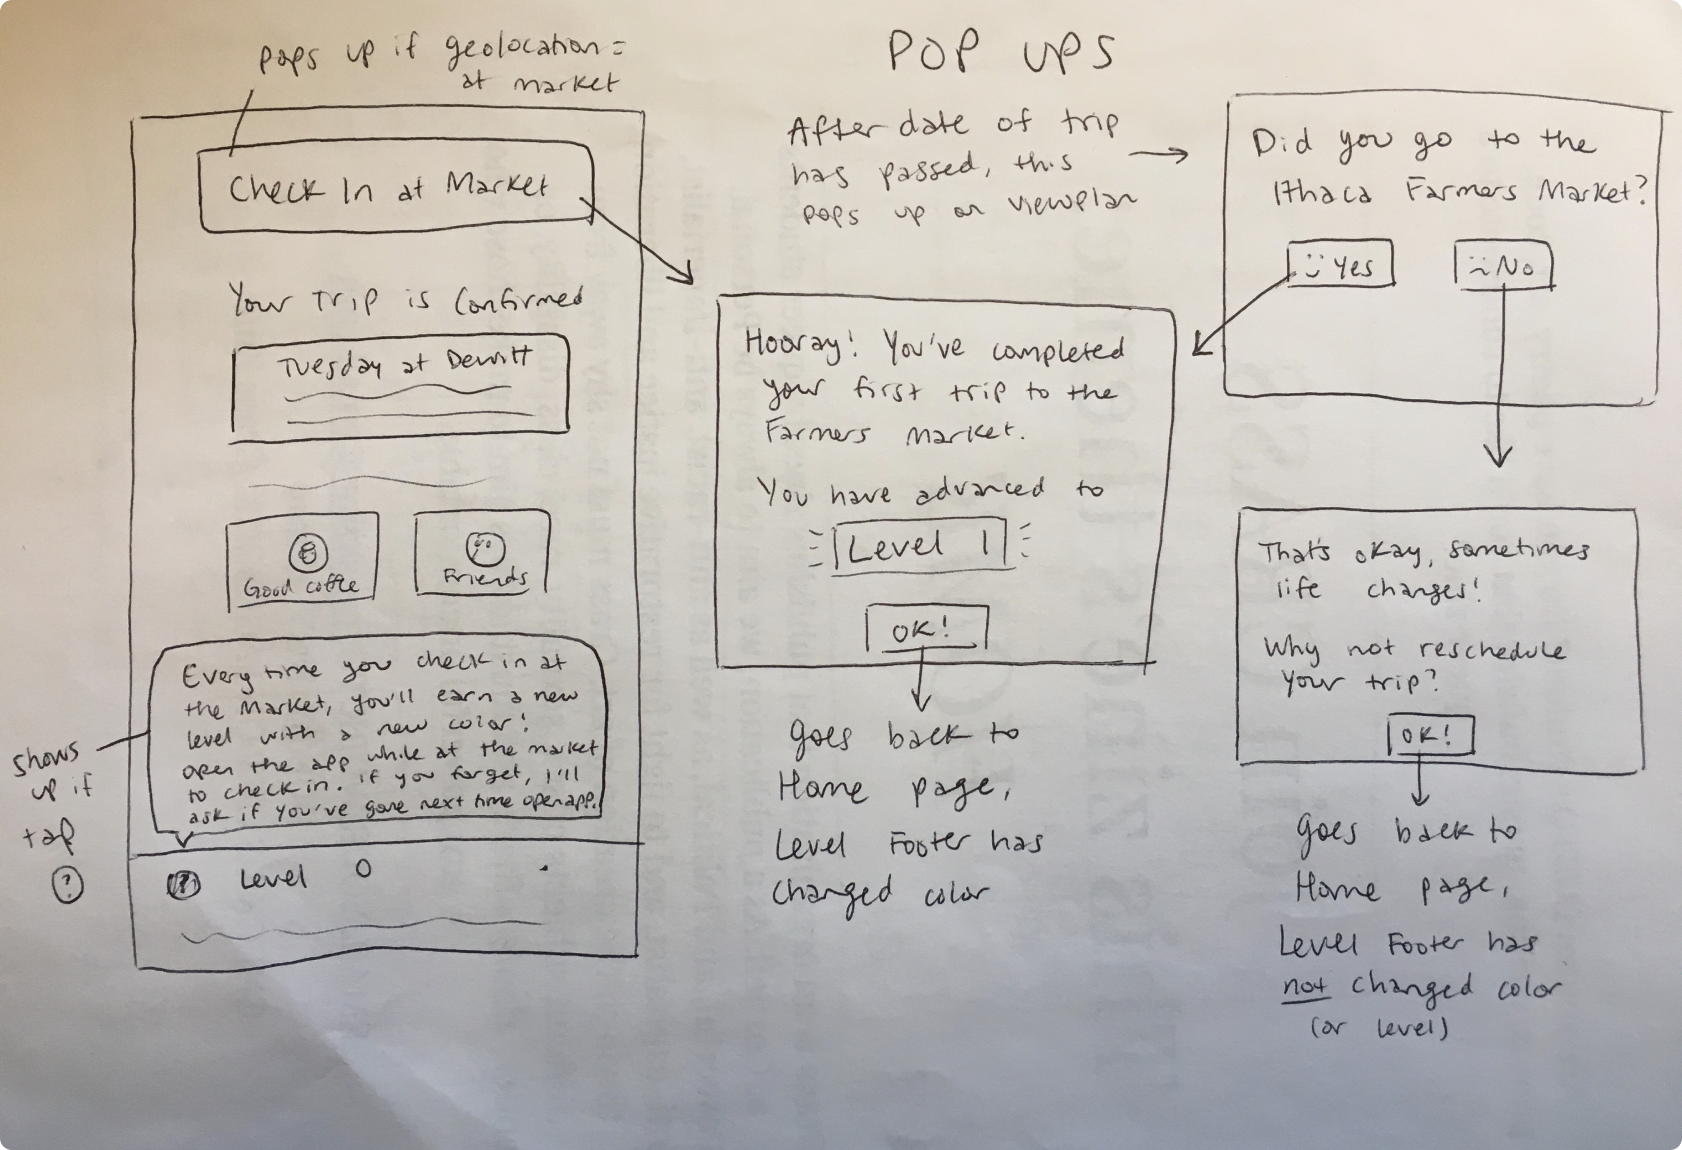 pops up if geolocation =
at market
Check In at Market
Your Trip is Confirmed
Tuesday at Dewitt
Good coffee
Friends
Every time you check in at
the Market, you'll earn a new
level with a new color!
open the app while at the market
to check in. If you forget, I'll
ask if you've gone next time open app.
shows
up if
tap
?
? Level 0
POP UPS
After date of trip
has passed, this
pops up on viewplan
Hooray! You've completed
your first trip to the
Farmers Market.
You have advanced to
Level 1
OK!
goes back to
Home page,
Level Footer has
changed color
Did you go to the
Ithaca Farmers Market?
Yes
No
That's okay, sometimes
life changes!
Why not reschedule
your trip?
OK!
goes back to
Home page,
Level Footer has
not changed color
(or level)